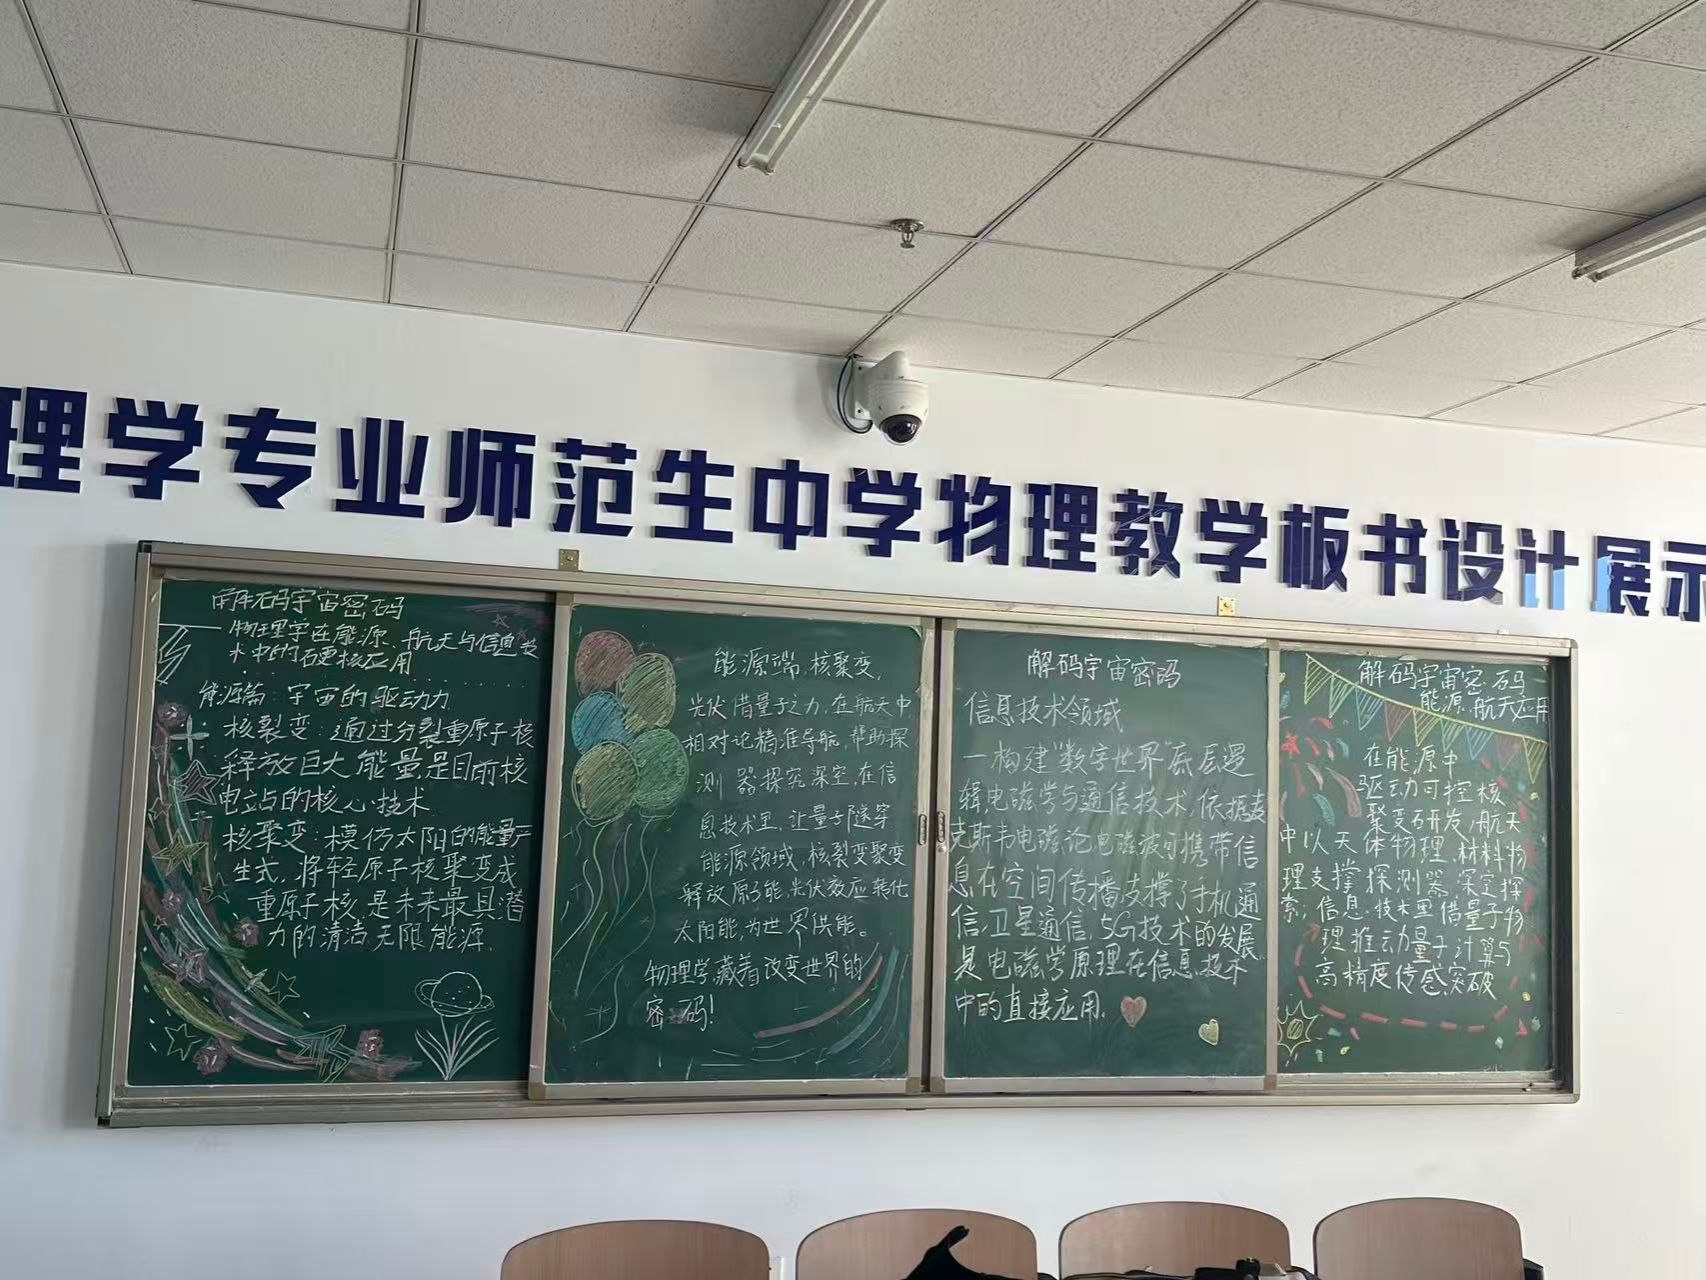 理学专业师范生中学物理教学板书设计展示
解码宇宙密码
物理学在能源、航天与信息技
术中的硬核应用
能源篇:宇宙的驱动力
核裂变:通过分裂重原子核
释放巨大能量,是目前核
电站的核心技术
核聚变:模仿太阳的能量产
生式,将轻原子核聚变成
重原子核,是未来最具潜
力的清洁无限能源.
能源端,核聚变,
光伏借量子之力,在航天中,
相对论精准导航,帮助探
测器探究深空,在信
息技术里,让量子隧穿
能源领域,核裂变聚变
释放原子能,光伏效应转化
太阳能,为世界供能。
物理学,藏着改变世界的
密码!
解码宇宙密码
信息技术领域
一构建"数字世界"底层逻
辑,电磁学与通信技术,依据麦
克斯韦电磁论,电磁波可携带信
息在空间传播,支撑了手机通
信,卫星通信,5G技术的发展,
是电磁学原理在信息技术
中的直接应用.
解码宇宙密码
能源、航天应用
在能源中
驱动可控核
聚变研发,航天
中以天体物理、材料物
理支撑探测器深空探
索;信息技术里借量子物
理推动量子计算与
高精度传感突破